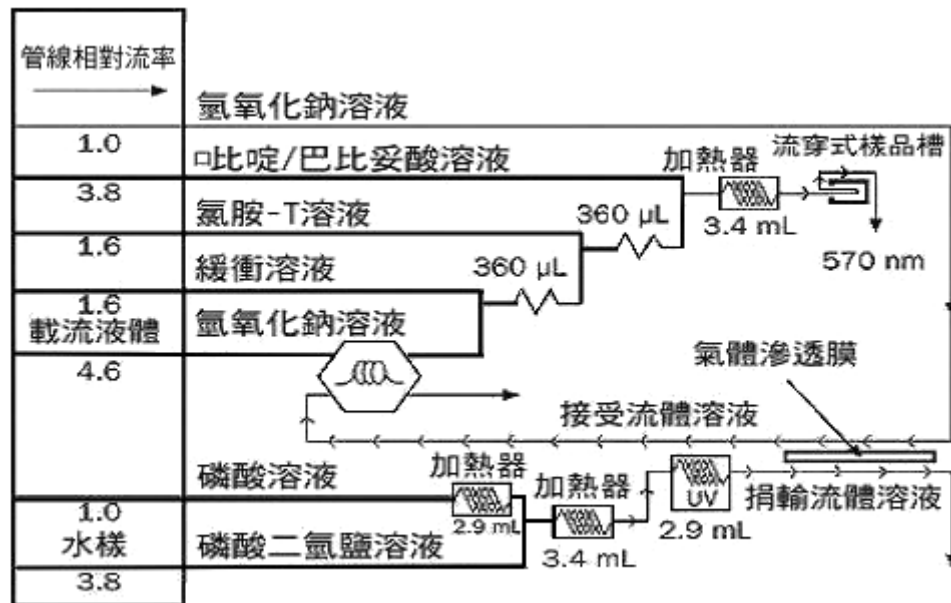 管線相對流率
氫氧化鈉溶液
1.0
口比啶/巴比妥酸溶液
加熱器
流穿式樣品槽
3.8
氯胺-T溶液
360 µL
3.4 mL
1.6
緩衝溶液
360 µL
570 nm
1.6
載流液體
氫氧化鈉溶液
4.6
氣體滲透膜
接受流體溶液
磷酸溶液
加熱器
加熱器
UV
捐輸流體溶液
1.0
2.9 mL
2.9 mL
水樣
磷酸二氫鹽溶液
3.4 mL
3.8